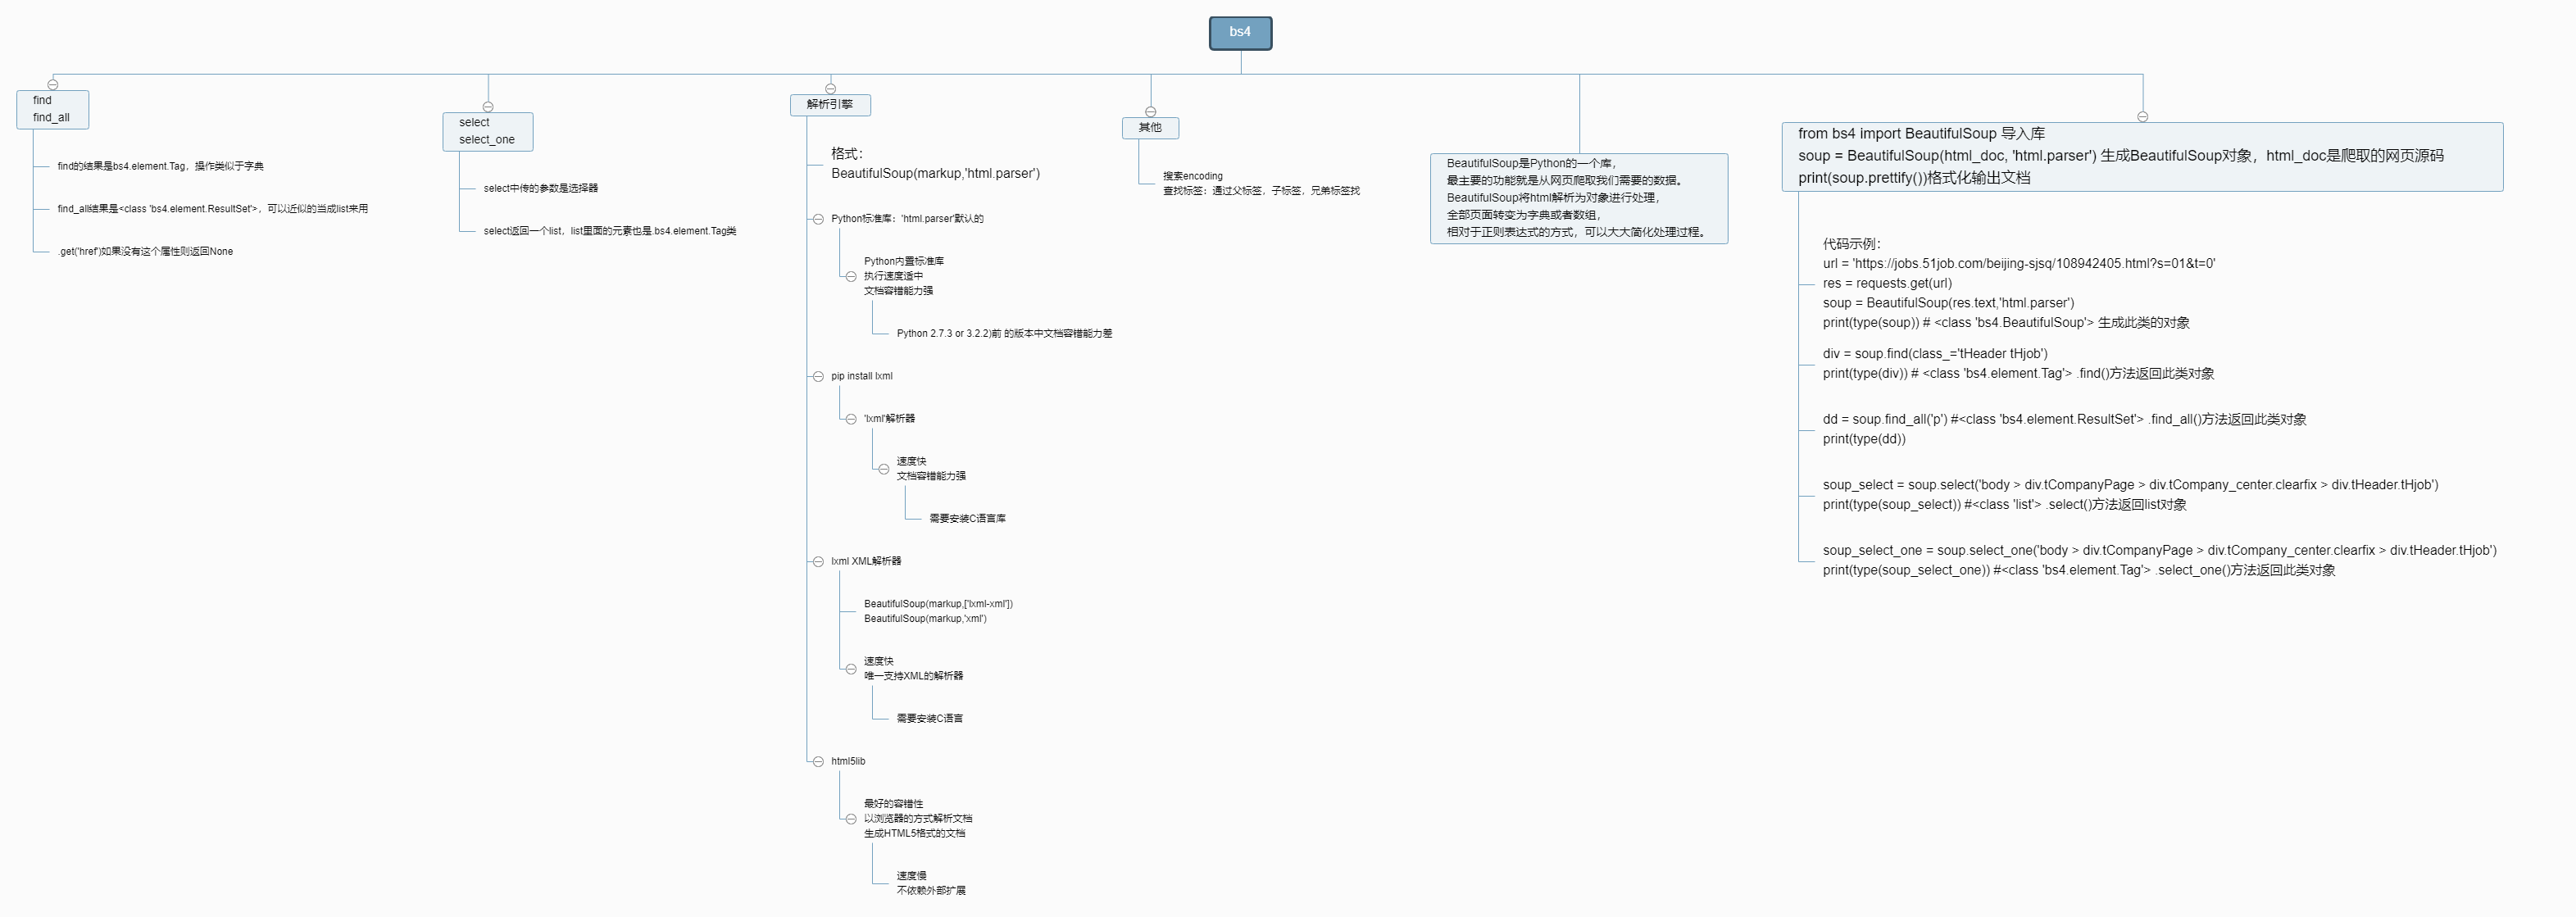 bs4
find
find_all
find的结果是bs4.element.Tag，操作类似于字典
find_all结果是<class 'bs4.element.ResultSet'>，可以近似的当成list来用
.get('href')如果没有这个属性则返回None
select
select_one
select中传的参数是选择器
select返回一个list，list里面的元素也是.bs4.element.Tag类
解析引擎
格式：
BeautifulSoup(markup,'html.parser')
Python标准库：'html.parser'默认的
Python内置标准库
执行速度适中
文档容错能力强
Python 2.7.3 or 3.2.2)前 的版本中文档容错能力差
pip install lxml
'lxml'解析器
速度快
文档容错能力强
需要安装C语言库
lxml XML解析器
BeautifulSoup(markup,['lxml-xml'])
BeautifulSoup(markup,'xml')
速度快
唯一支持XML的解析器
需要安装C语言
html5lib
最好的容错性
以浏览器的方式解析文档
生成HTML5格式的文档
速度慢
不依赖外部扩展
其他
搜索encoding
查找标签：通过父标签，子标签，兄弟标签找
BeautifulSoup是Python的一个库，
最主要的功能就是从网页爬取我们需要的数据。
BeautifulSoup将html解析为对象进行处理，
全部页面转变为字典或者数组，
相对于正则表达式的方式，可以大大简化处理过程。
from bs4 import BeautifulSoup 导入库
soup = BeautifulSoup(html_doc, 'html.parser') 生成BeautifulSoup对象，html_doc是爬取的网页源码
print(soup.prettify())格式化输出文档
代码示例：
url = 'https://jobs.51job.com/beijing-sjsq/108942405.html?s=01&t=0'
res = requests.get(url)
soup = BeautifulSoup(res.text,'html.parser')
print(type(soup)) # <class 'bs4.BeautifulSoup'> 生成此类的对象
div = soup.find(class_='tHeader tHjob')
print(type(div)) # <class 'bs4.element.Tag'> .find()方法返回此类对象
dd = soup.find_all('p') #<class 'bs4.element.ResultSet'> .find_all()方法返回此类对象
print(type(dd))
soup_select = soup.select('body > div.tCompanyPage > div.tCompany_center.clearfix > div.tHeader.tHjob')
print(type(soup_select)) #<class 'list'> .select()方法返回list对象
soup_select_one = soup.select_one('body > div.tCompanyPage > div.tCompany_center.clearfix > div.tHeader.tHjob')
print(type(soup_select_one)) #<class 'bs4.element.Tag'> .select_one()方法返回此类对象